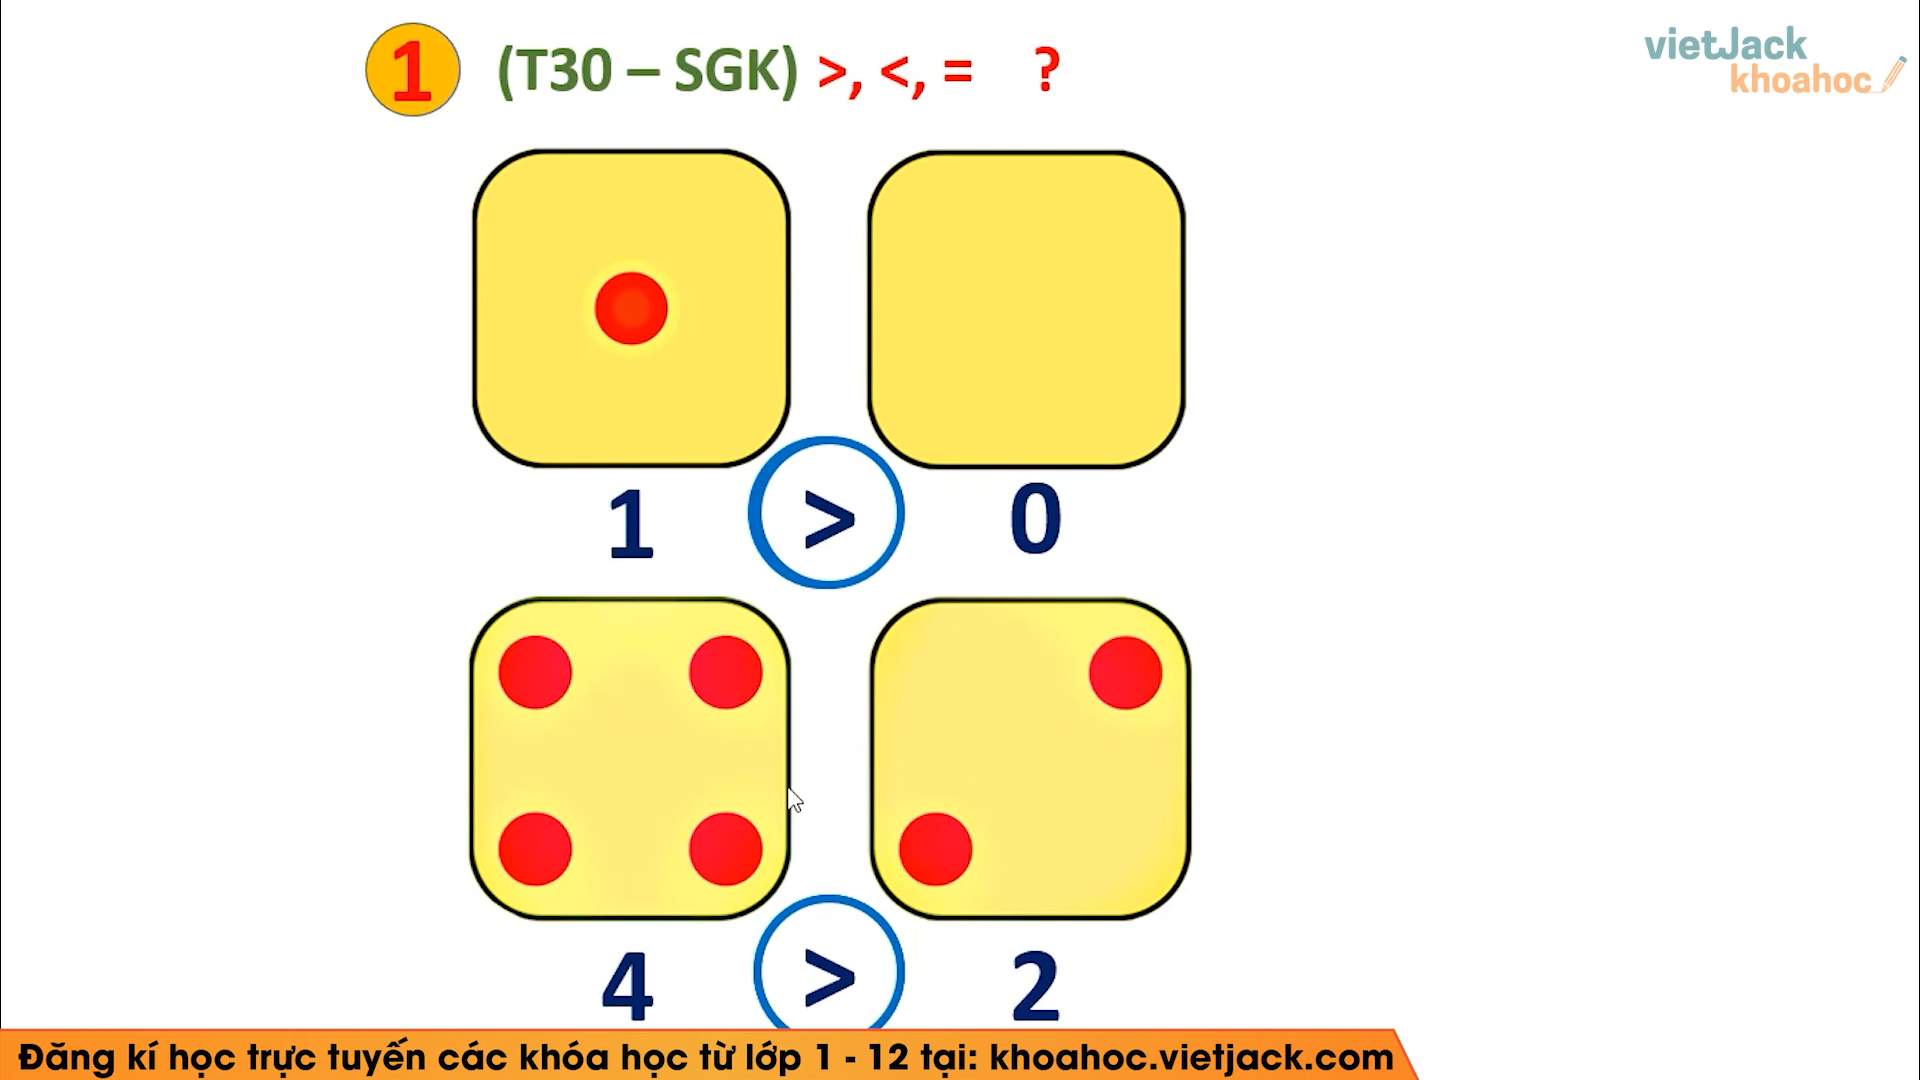 1 (T30 – SGK) >, <, = ?
vietJack
khoahoc
1 > 0
4 > 2
Đăng kí học trực tuyến các khóa học từ lớp 1 - 12 tại: khoahoc.vietjack.com